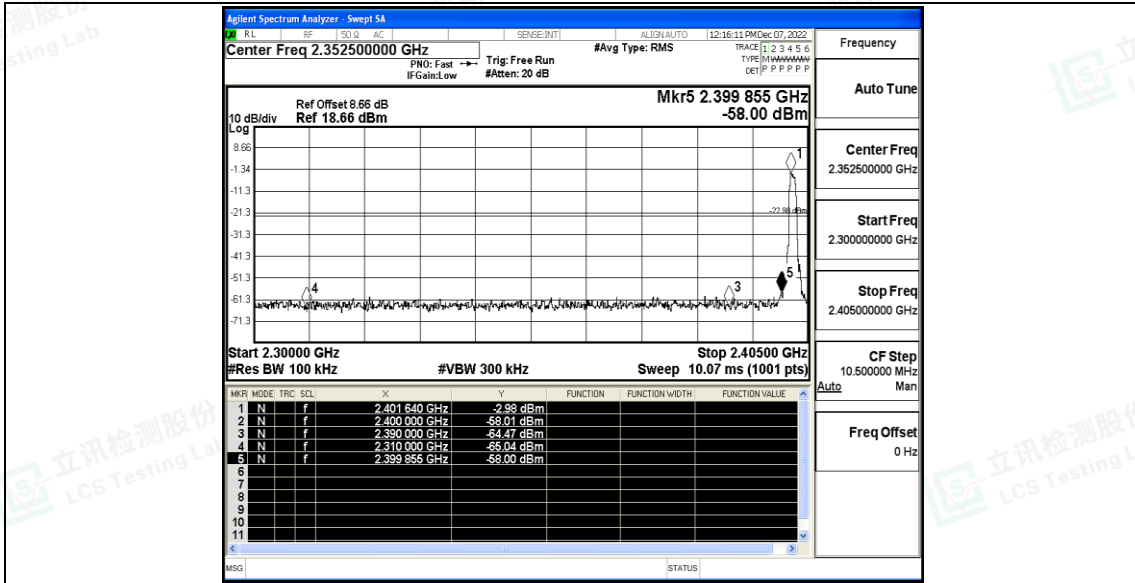 Agilent Spectrum Analyzer - Swept SA
RL RF 50 Ω AC SENSE:INT ALIGN AUTO 12:16:11 PM Dec 07, 2022
Center Freq 2.352500000 GHz
PNO: Fast
IFGain:Low
Trig: Free Run
#Atten: 20 dB
#Avg Type: RMS
TRACE 1 2 3 4 5 6
TYPE M WWWWW
DET P P P P P P
Ref Offset 8.66 dB
10 dB/div Ref 18.66 dBm
Log
Mkr5 2.399 855 GHz
-58.00 dBm
8.66
-1.34
-11.3
-21.3
-31.3
-41.3
-51.3
-61.3
-71.3
1
-22.98 dBm
5
4
3
Start 2.30000 GHz Stop 2.40500 GHz
#Res BW 100 kHz #VBW 300 kHz Sweep 10.07 ms (1001 pts)
MKR MODE TRC SCL X Y FUNCTION FUNCTION WIDTH FUNCTION VALUE
1 N f 2.401 640 GHz -2.98 dBm
2 N f 2.400 000 GHz -58.01 dBm
3 N f 2.390 000 GHz -64.47 dBm
4 N f 2.310 000 GHz -65.04 dBm
5 N f 2.399 855 GHz -58.00 dBm
6
7
8
9
10
11
MSG STATUS
Frequency
Auto Tune
Center Freq
2.352500000 GHz
Start Freq
2.300000000 GHz
Stop Freq
2.405000000 GHz
CF Step
10.500000 MHz
Auto Man
Freq Offset
0 Hz
立讯检测股份
LCS Testing Lab
立讯检测股份
LCS Testing L